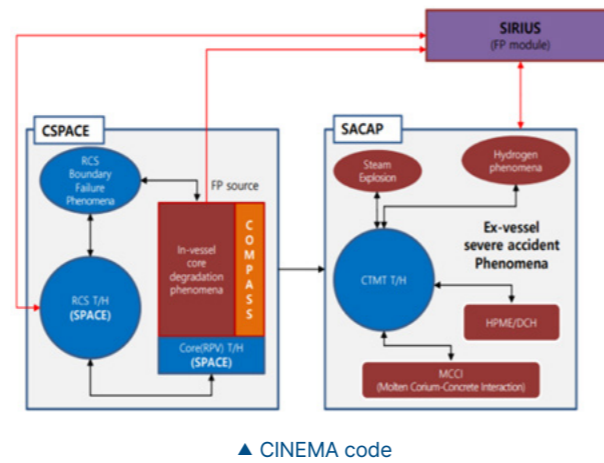 SIRIUS
(FP module)
CSPACE
RCS
Boundary
Failure
Phenomena
FP source
In-vessel
core
degradation
phenomena
COMPASS
RCS T/H
(SPACE)
Core(RPV) T/H
(SPACE)
SACAP
Steam
Explosion
Hydrogen
phenomena
Ex-vessel
severe accident
Phenomena
CTMT T/H
HPME/DCH
MCCI
(Molten Corium-Concrete Interaction)
▲ CINEMA code